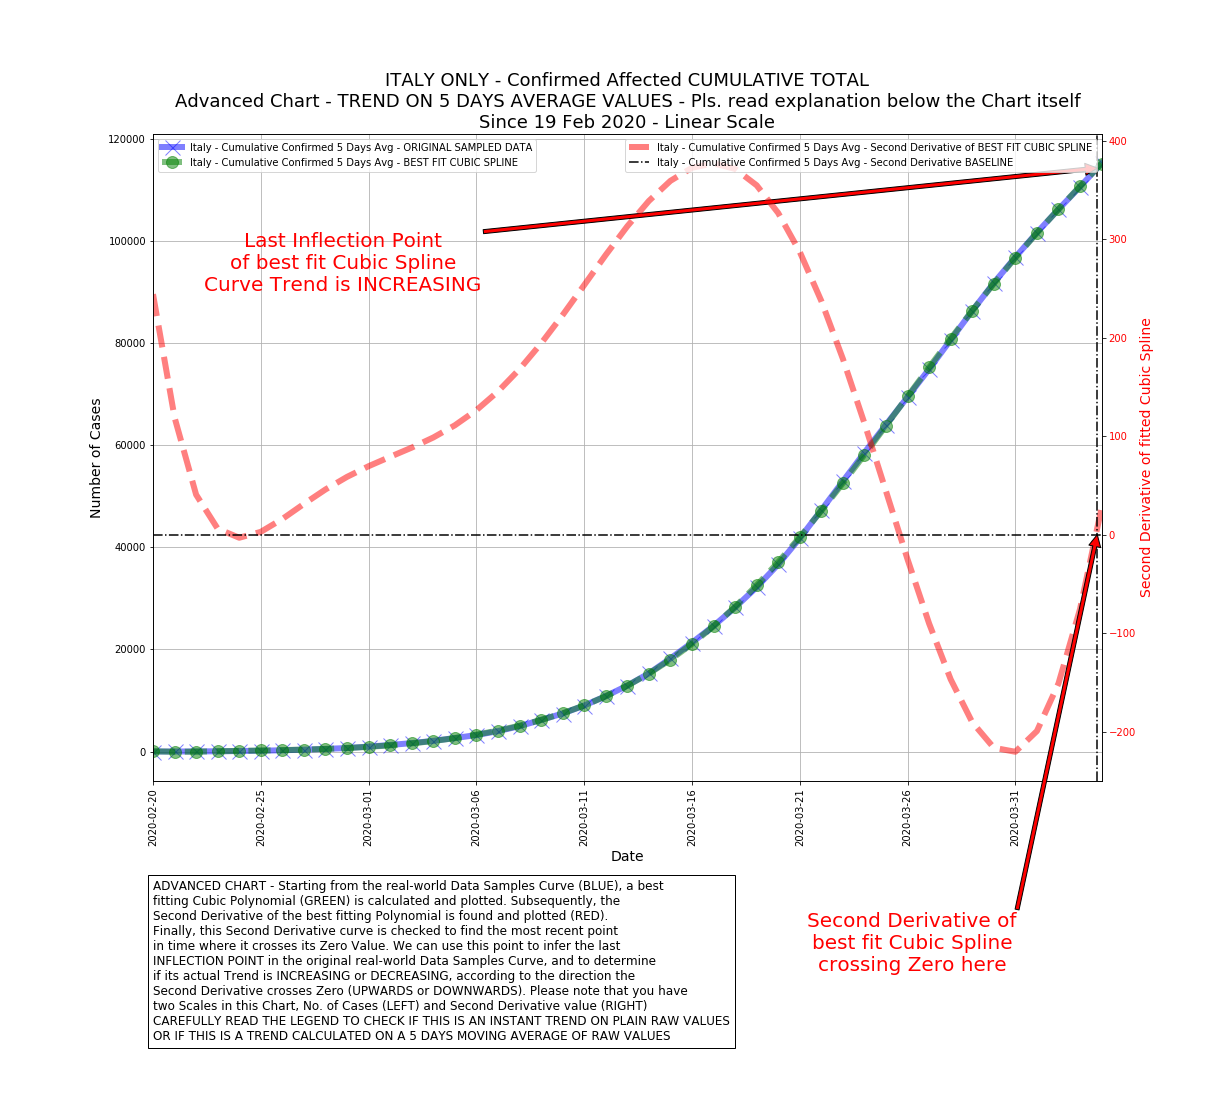 ITALY ONLY - Confirmed Affected CUMULATIVE TOTAL
Advanced Chart - TREND ON 5 DAYS AVERAGE VALUES - Pls. read explanation below the Chart itself
Since 19 Feb 2020 - Linear Scale
Italy - Cumulative Confirmed 5 Days Avg - ORIGINAL SAMPLED DATA
Italy - Cumulative Confirmed 5 Days Avg - BEST FIT CUBIC SPLINE
Italy - Cumulative Confirmed 5 Days Avg - Second Derivative of BEST FIT CUBIC SPLINE
Italy - Cumulative Confirmed 5 Days Avg - Second Derivative BASELINE
Last Inflection Point
of best fit Cubic Spline
Curve Trend is INCREASING
Number of Cases
120000
100000
80000
60000
40000
20000
0
400
300
200
100
0
−100
−200
Second Derivative of fitted Cubic Spline
2020-02-20
2020-02-25
2020-03-01
2020-03-06
2020-03-11
2020-03-16
2020-03-21
2020-03-26
2020-03-31
Date
ADVANCED CHART - Starting from the real-world Data Samples Curve (BLUE), a best
fitting Cubic Polynomial (GREEN) is calculated and plotted. Subsequently, the
Second Derivative of the best fitting Polynomial is found and plotted (RED).
Finally, this Second Derivative curve is checked to find the most recent point
in time where it crosses its Zero Value. We can use this point to infer the last
INFLECTION POINT in the original real-world Data Samples Curve, and to determine
if its actual Trend is INCREASING or DECREASING, according to the direction the
Second Derivative crosses Zero (UPWARDS or DOWNWARDS). Please note that you have
two Scales in this Chart, No. of Cases (LEFT) and Second Derivative value (RIGHT)
CAREFULLY READ THE LEGEND TO CHECK IF THIS IS AN INSTANT TREND ON PLAIN RAW VALUES
OR IF THIS IS A TREND CALCULATED ON A 5 DAYS MOVING AVERAGE OF RAW VALUES
Second Derivative of
best fit Cubic Spline
crossing Zero here